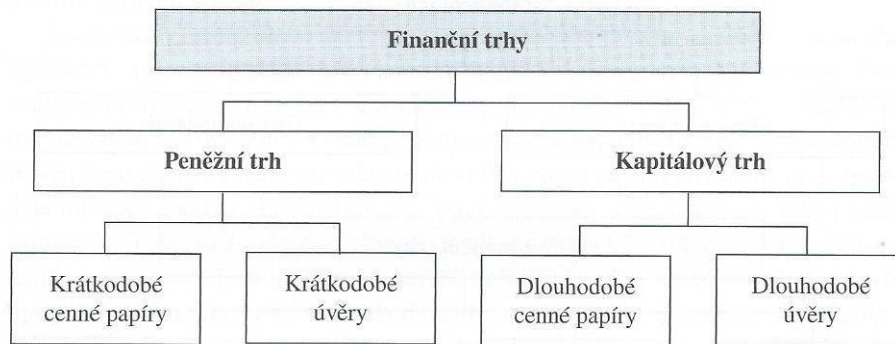 Finanční trhy
Peněžní trh
Kapitálový trh
Krátkodobé
cenné papíry
Krátkodobé
úvěry
Dlouhodobé
cenné papíry
Dlouhodobé
úvěry